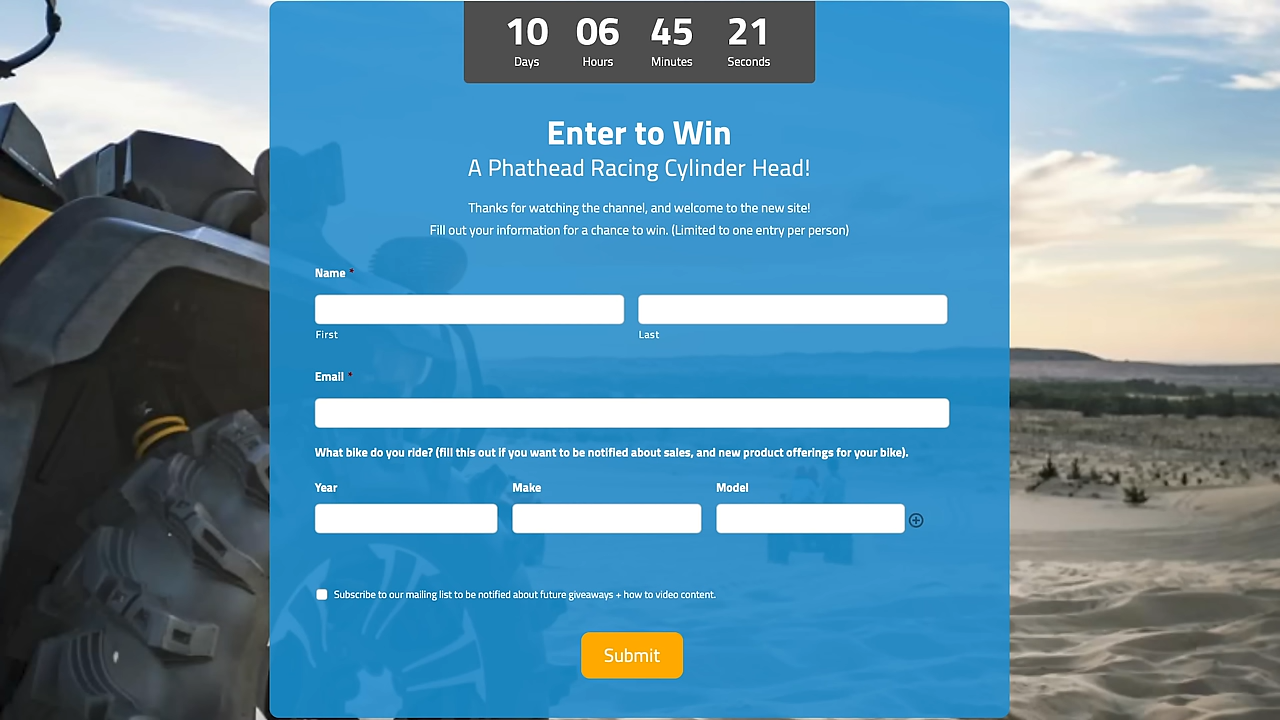 10 06 45 21
Days Hours Minutes Seconds
Enter to Win
A Phathead Racing Cylinder Head!
Thanks for watching the channel, and welcome to the new site!
Fill out your information for a chance to win. (Limited to one entry per person)
Name *
First Last
Email *
What bike do you ride? (fill this out if you want to be notified about sales, and new product offerings for your bike).
Year Make Model
Subscribe to our mailing list to be notified about future giveaways + how to video content.
Submit